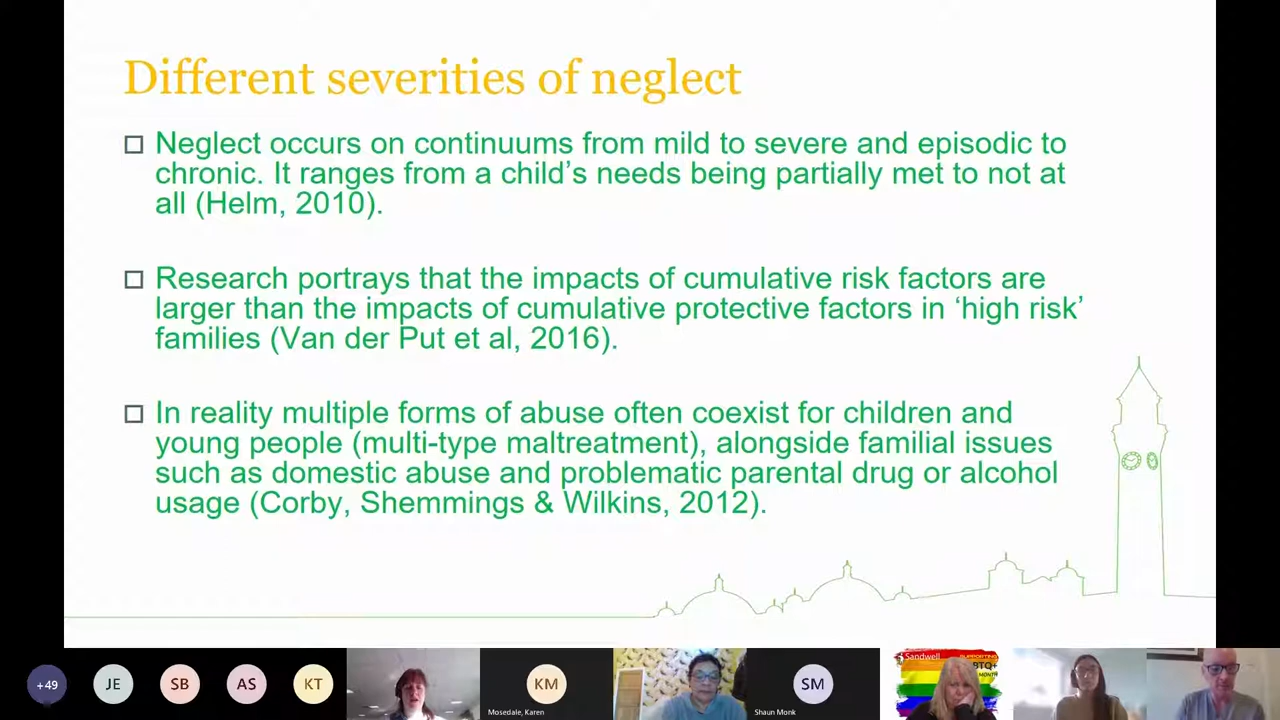 Different severities of neglect
Neglect occurs on continuums from mild to severe and episodic to
chronic. It ranges from a child’s needs being partially met to not at
all (Helm, 2010).
Research portrays that the impacts of cumulative risk factors are
larger than the impacts of cumulative protective factors in ‘high risk’
families (Van der Put et al, 2016).
In reality multiple forms of abuse often coexist for children and
young people (multi-type maltreatment), alongside familial issues
such as domestic abuse and problematic parental drug or alcohol
usage (Corby, Shemmings & Wilkins, 2012).
+49
JE
SB
AS
KT
KM
Mosedale, Karen
SM
Shaun Monk
Sandwell
SUPPORTING
BTQ+
MONTH